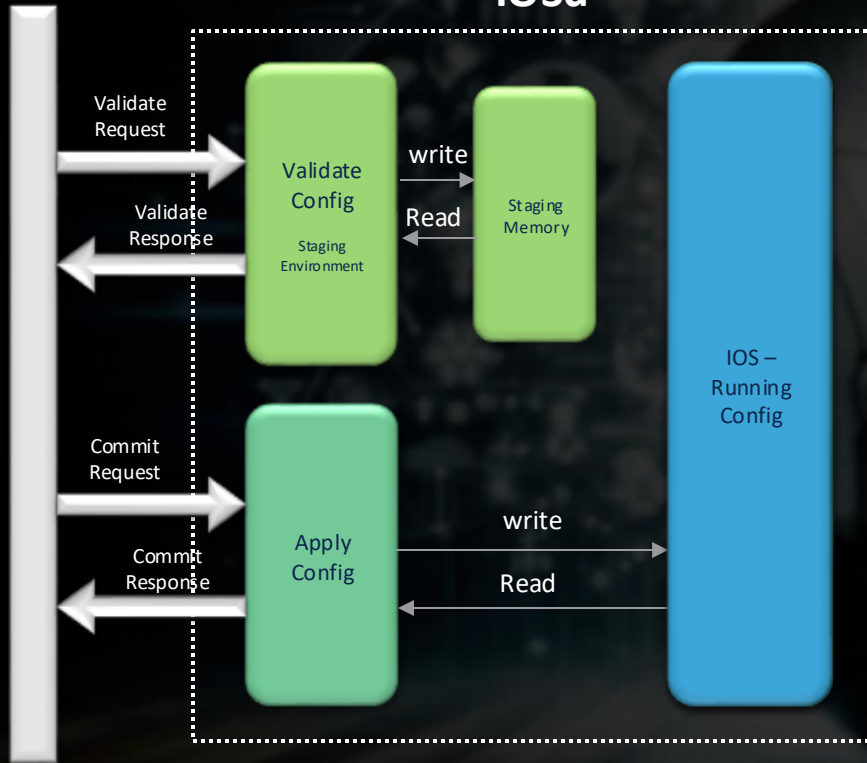 Validate
Request
Validate
Response
Validate
Config
Staging
Environment
write
Read
Staging
Memory
IOS –
Running
Config
Commit
Request
Commit
Response
Apply
Config
write
Read